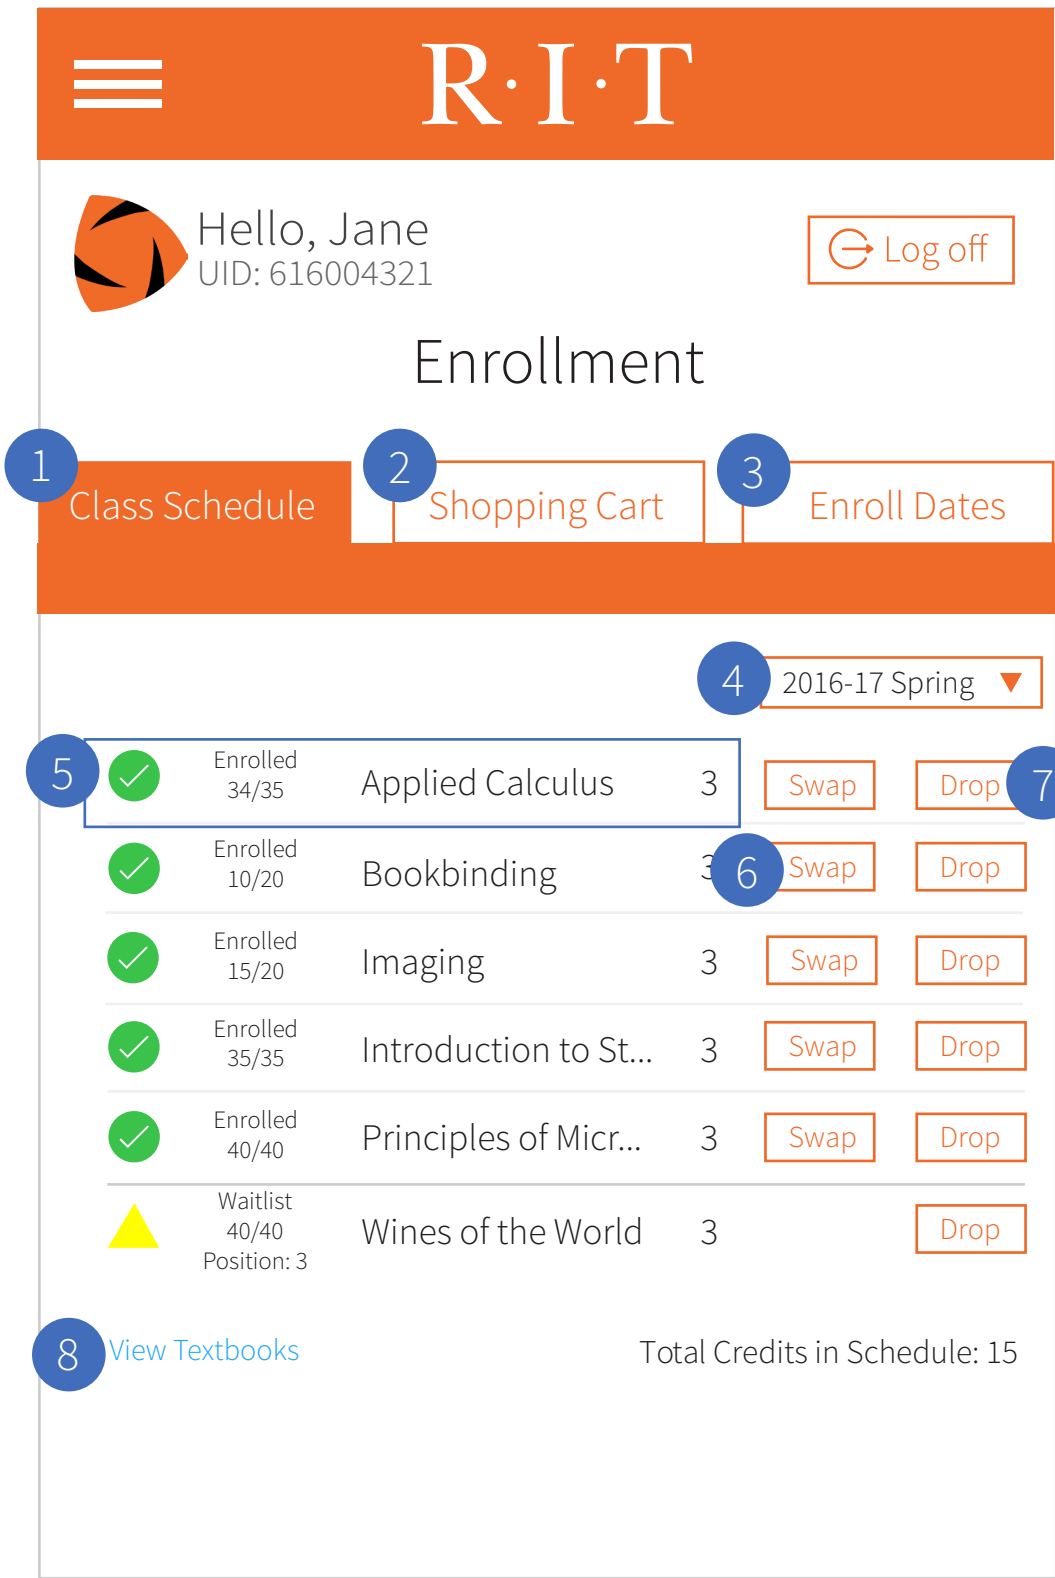 R·I·T
Hello, Jane
UID: 616004321
Log off
Enrollment
1
Class Schedule
2
Shopping Cart
3
Enroll Dates
4
2016-17 Spring
5
Enrolled
34/35
Applied Calculus
3
Swap
Drop
7
Enrolled
10/20
Bookbinding
3
6
Swap
Drop
Enrolled
15/20
Imaging
3
Swap
Drop
Enrolled
35/35
Introduction to St...
3
Swap
Drop
Enrolled
40/40
Principles of Micr...
3
Swap
Drop
Waitlist
40/40
Position: 3
Wines of the World
3
Drop
8
View Textbooks
Total Credits in Schedule: 15